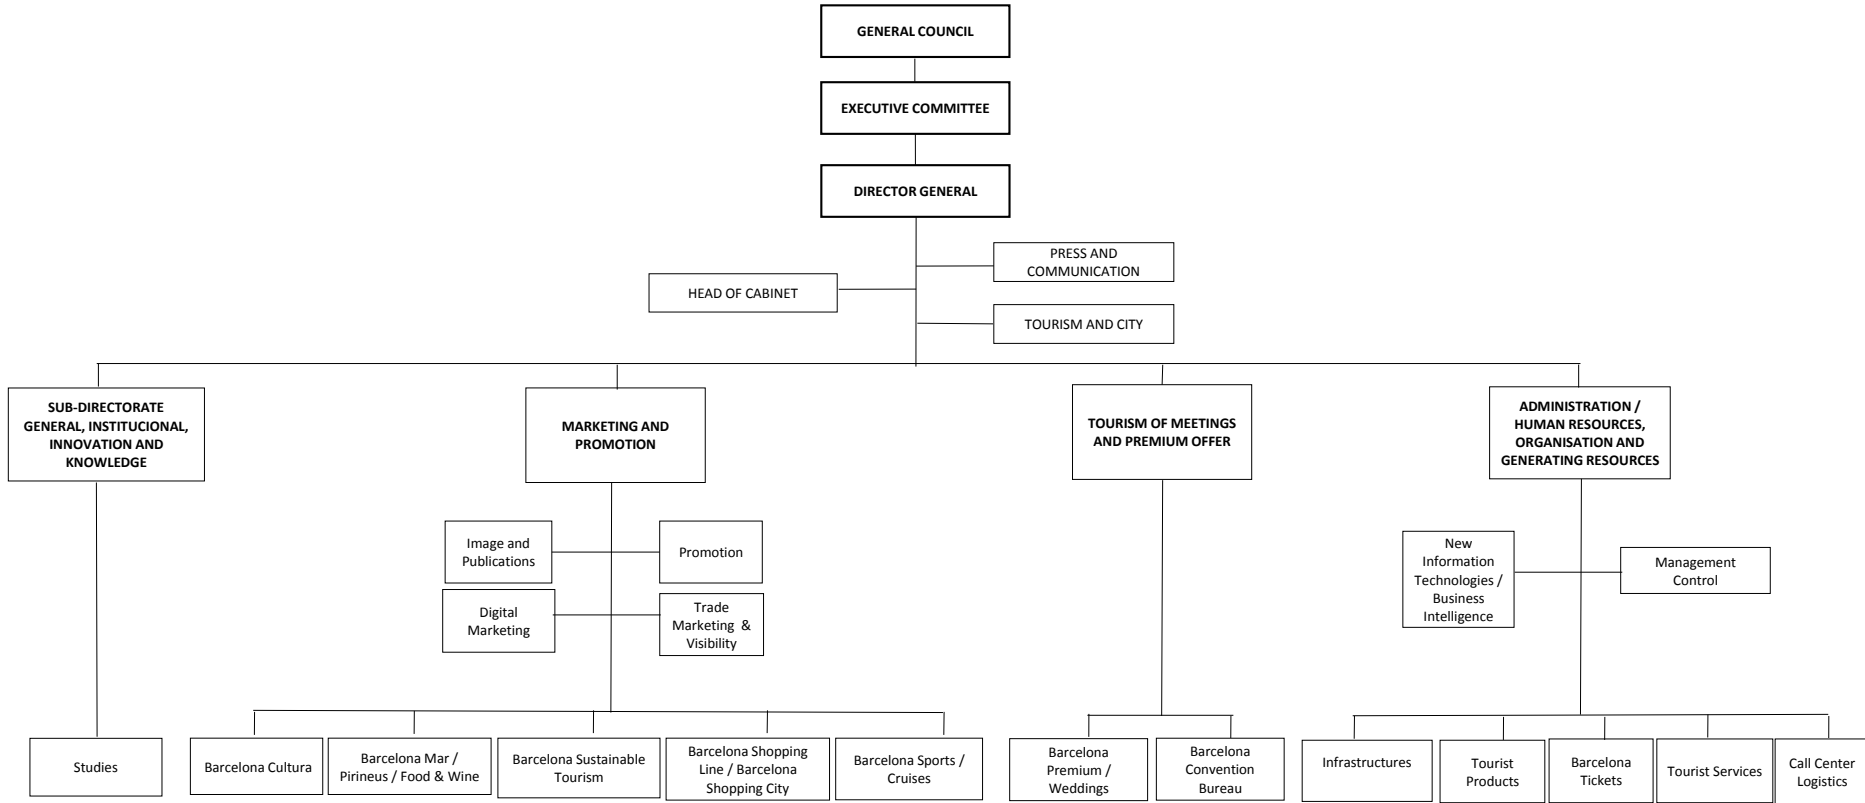 GENERAL COUNCIL
EXECUTIVE COMMITTEE
DIRECTOR GENERAL
PRESS AND
COMMUNICATION
HEAD OF CABINET
TOURISM AND CITY
SUB-DIRECTORATE
GENERAL, INSTITUCIONAL,
INNOVATION AND
KNOWLEDGE
MARKETING AND
PROMOTION
TOURISM OF MEETINGS
AND PREMIUM OFFER
ADMINISTRATION /
HUMAN RESOURCES,
ORGANISATION AND
GENERATING RESOURCES
Image and
Publications
Promotion
Digital
Marketing
Trade
Marketing &
Visibility
New
Information
Technologies /
Business
Intelligence
Management
Control
Studies
Barcelona Cultura
Barcelona Mar /
Pirineus / Food & Wine
Barcelona Sustainable
Tourism
Barcelona Shopping
Line / Barcelona
Shopping City
Barcelona Sports /
Cruises
Barcelona
Premium /
Weddings
Barcelona
Convention
Bureau
Infrastructures
Tourist
Products
Barcelona
Tickets
Tourist Services
Call Center
Logistics